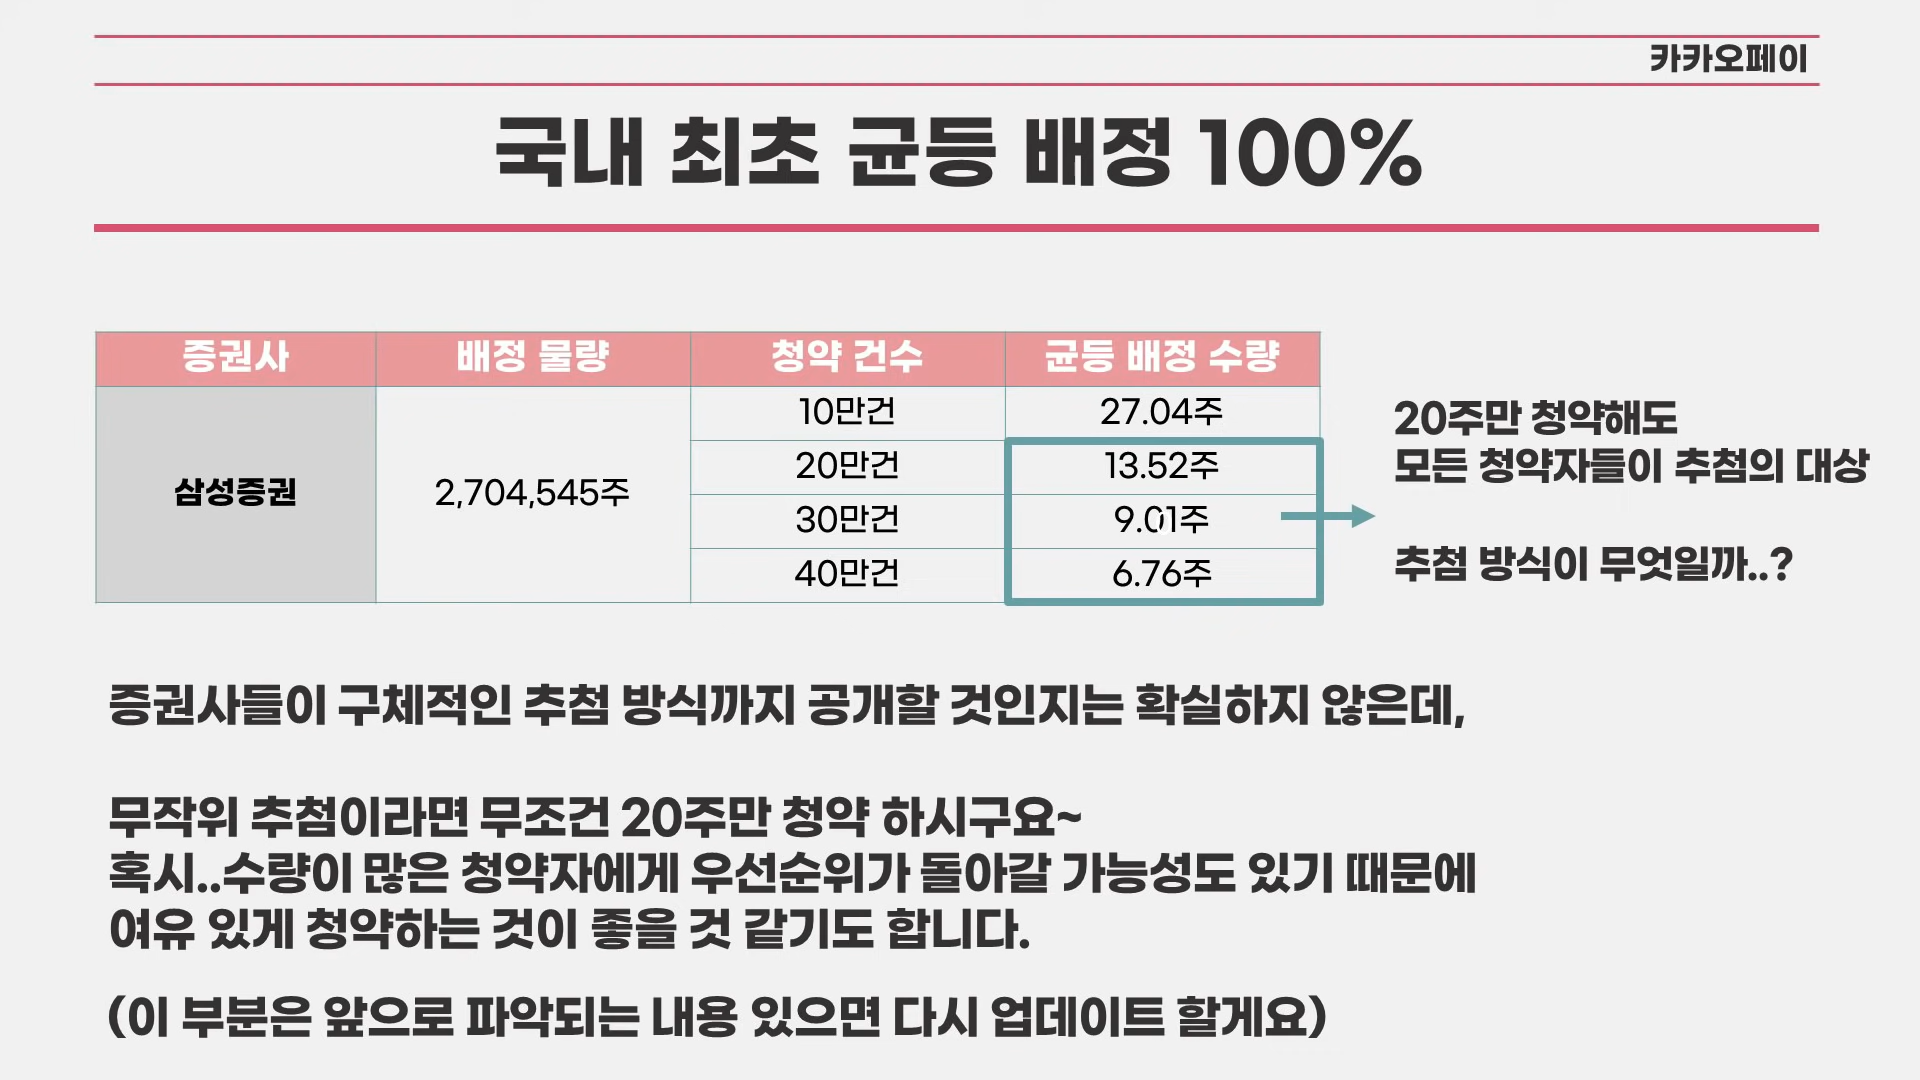 카카오페이
국내 최초 균등 배정 100%
증권사 배정 물량 청약 건수 균등 배정 수량
삼성증권 2,704,545주
10만건 27.04주
20만건 13.52주
30만건 9.01주
40만건 6.76주
20주만 청약해도
모든 청약자들이 추첨의 대상
추첨 방식이 무엇일까..?
증권사들이 구체적인 추첨 방식까지 공개할 것인지는 확실하지 않은데,
무작위 추첨이라면 무조건 20주만 청약 하시구요~
혹시..수량이 많은 청약자에게 우선순위가 돌아갈 가능성도 있기 때문에
여유 있게 청약하는 것이 좋을 것 같기도 합니다.
(이 부분은 앞으로 파악되는 내용 있으면 다시 업데이트 할게요)